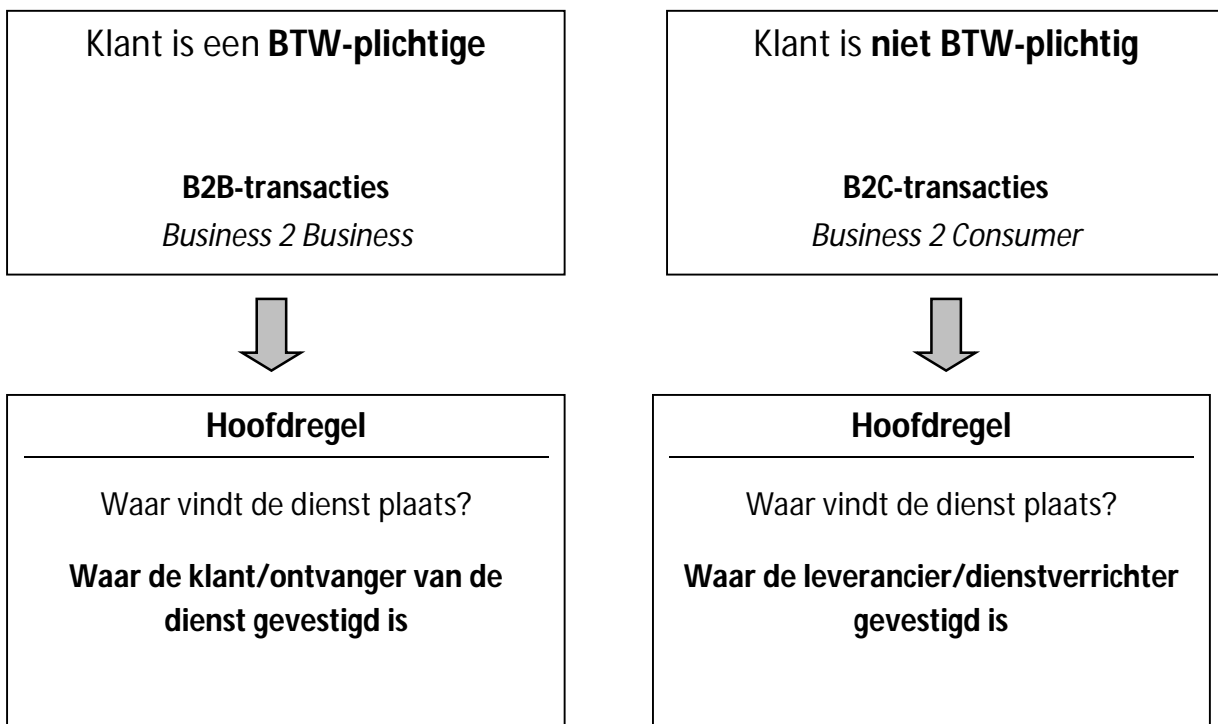 Klant is een BTW-plichtige
B2B-transacties
Business 2 Business
Klant is niet BTW-plichtig
B2C-transacties
Business 2 Consumer
Hoofdregel
Waar vindt de dienst plaats?
Waar de klant/ontvanger van de
dienst gevestigd is
Hoofdregel
Waar vindt de dienst plaats?
Waar de leverancier/dienstverrichter
gevestigd is